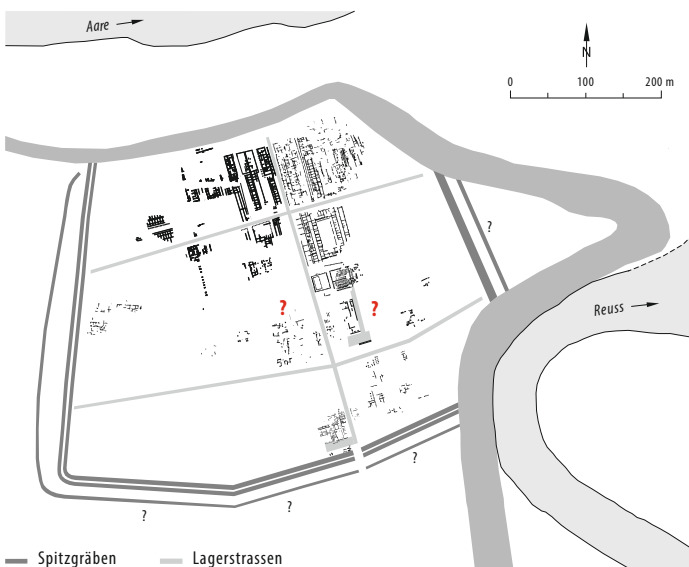 Aare
N
0 100 200 m
?
Reuss
? ?
?
? ?
Spitzgräben Lagerstrassen